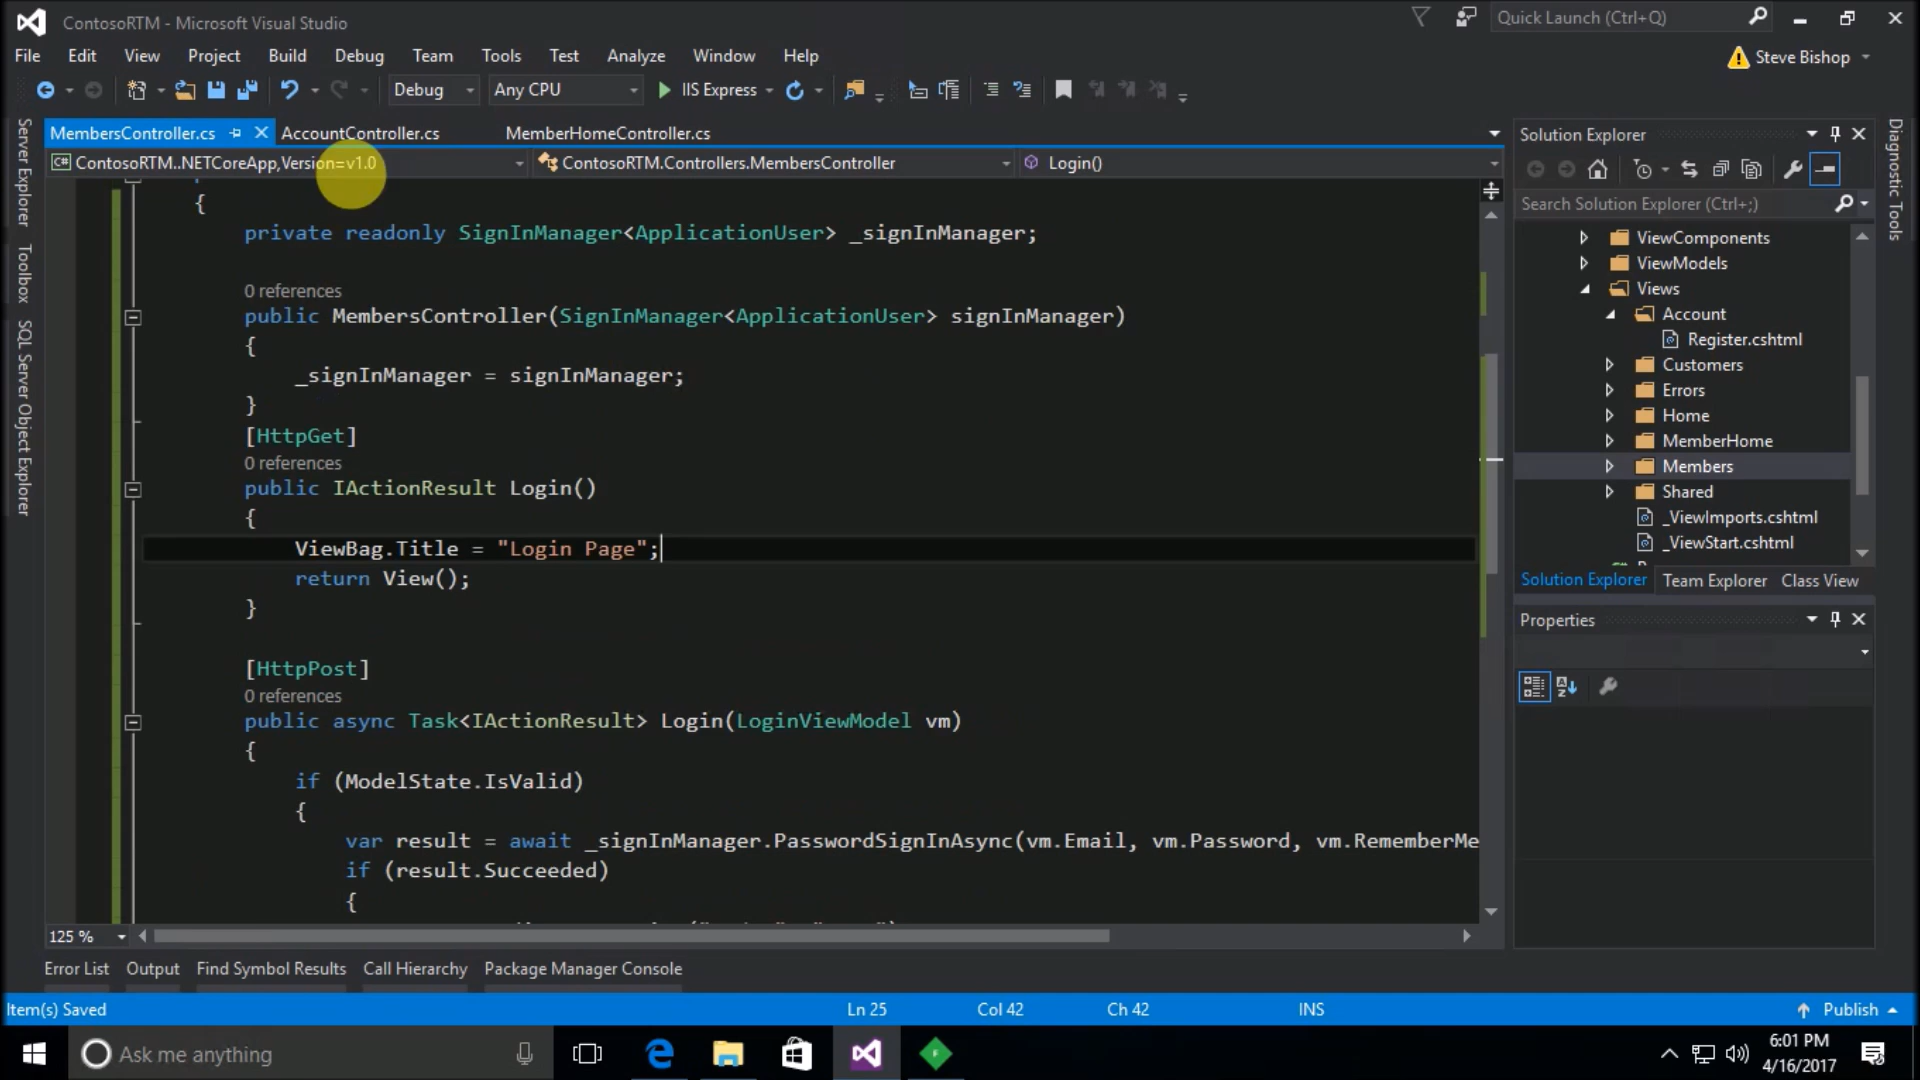 ContosoRTM - Microsoft Visual Studio
Quick Launch (Ctrl+Q)
File Edit View Project Build Debug Team Tools Test Analyze Window Help
Steve Bishop
Debug Any CPU IIS Express
MembersController.cs AccountController.cs MemberHomeController.cs
ContosoRTM..NETCoreApp,Version=v1.0 ContosoRTM.Controllers.MembersController Login()
Server Explorer
Toolbox
SQL Server Object Explorer
{
private readonly SignInManager<ApplicationUser> _signInManager;
0 references
public MembersController(SignInManager<ApplicationUser> signInManager)
{
_signInManager = signInManager;
}
[HttpGet]
0 references
public IActionResult Login()
{
ViewBag.Title = "Login Page";
return View();
}
[HttpPost]
0 references
public async Task<IActionResult> Login(LoginViewModel vm)
{
if (ModelState.IsValid)
{
var result = await _signInManager.PasswordSignInAsync(vm.Email, vm.Password, vm.RememberMe
if (result.Succeeded)
{
125 %
Solution Explorer
Search Solution Explorer (Ctrl+;)
ViewComponents
ViewModels
Views
Account
Register.cshtml
Customers
Errors
Home
MemberHome
Members
Shared
_ViewImports.cshtml
_ViewStart.cshtml
Solution Explorer Team Explorer Class View
Properties
Diagnostic Tools
Error List Output Find Symbol Results Call Hierarchy Package Manager Console
Item(s) Saved Ln 25 Col 42 Ch 42 INS Publish
Ask me anything
6:01 PM
4/16/2017